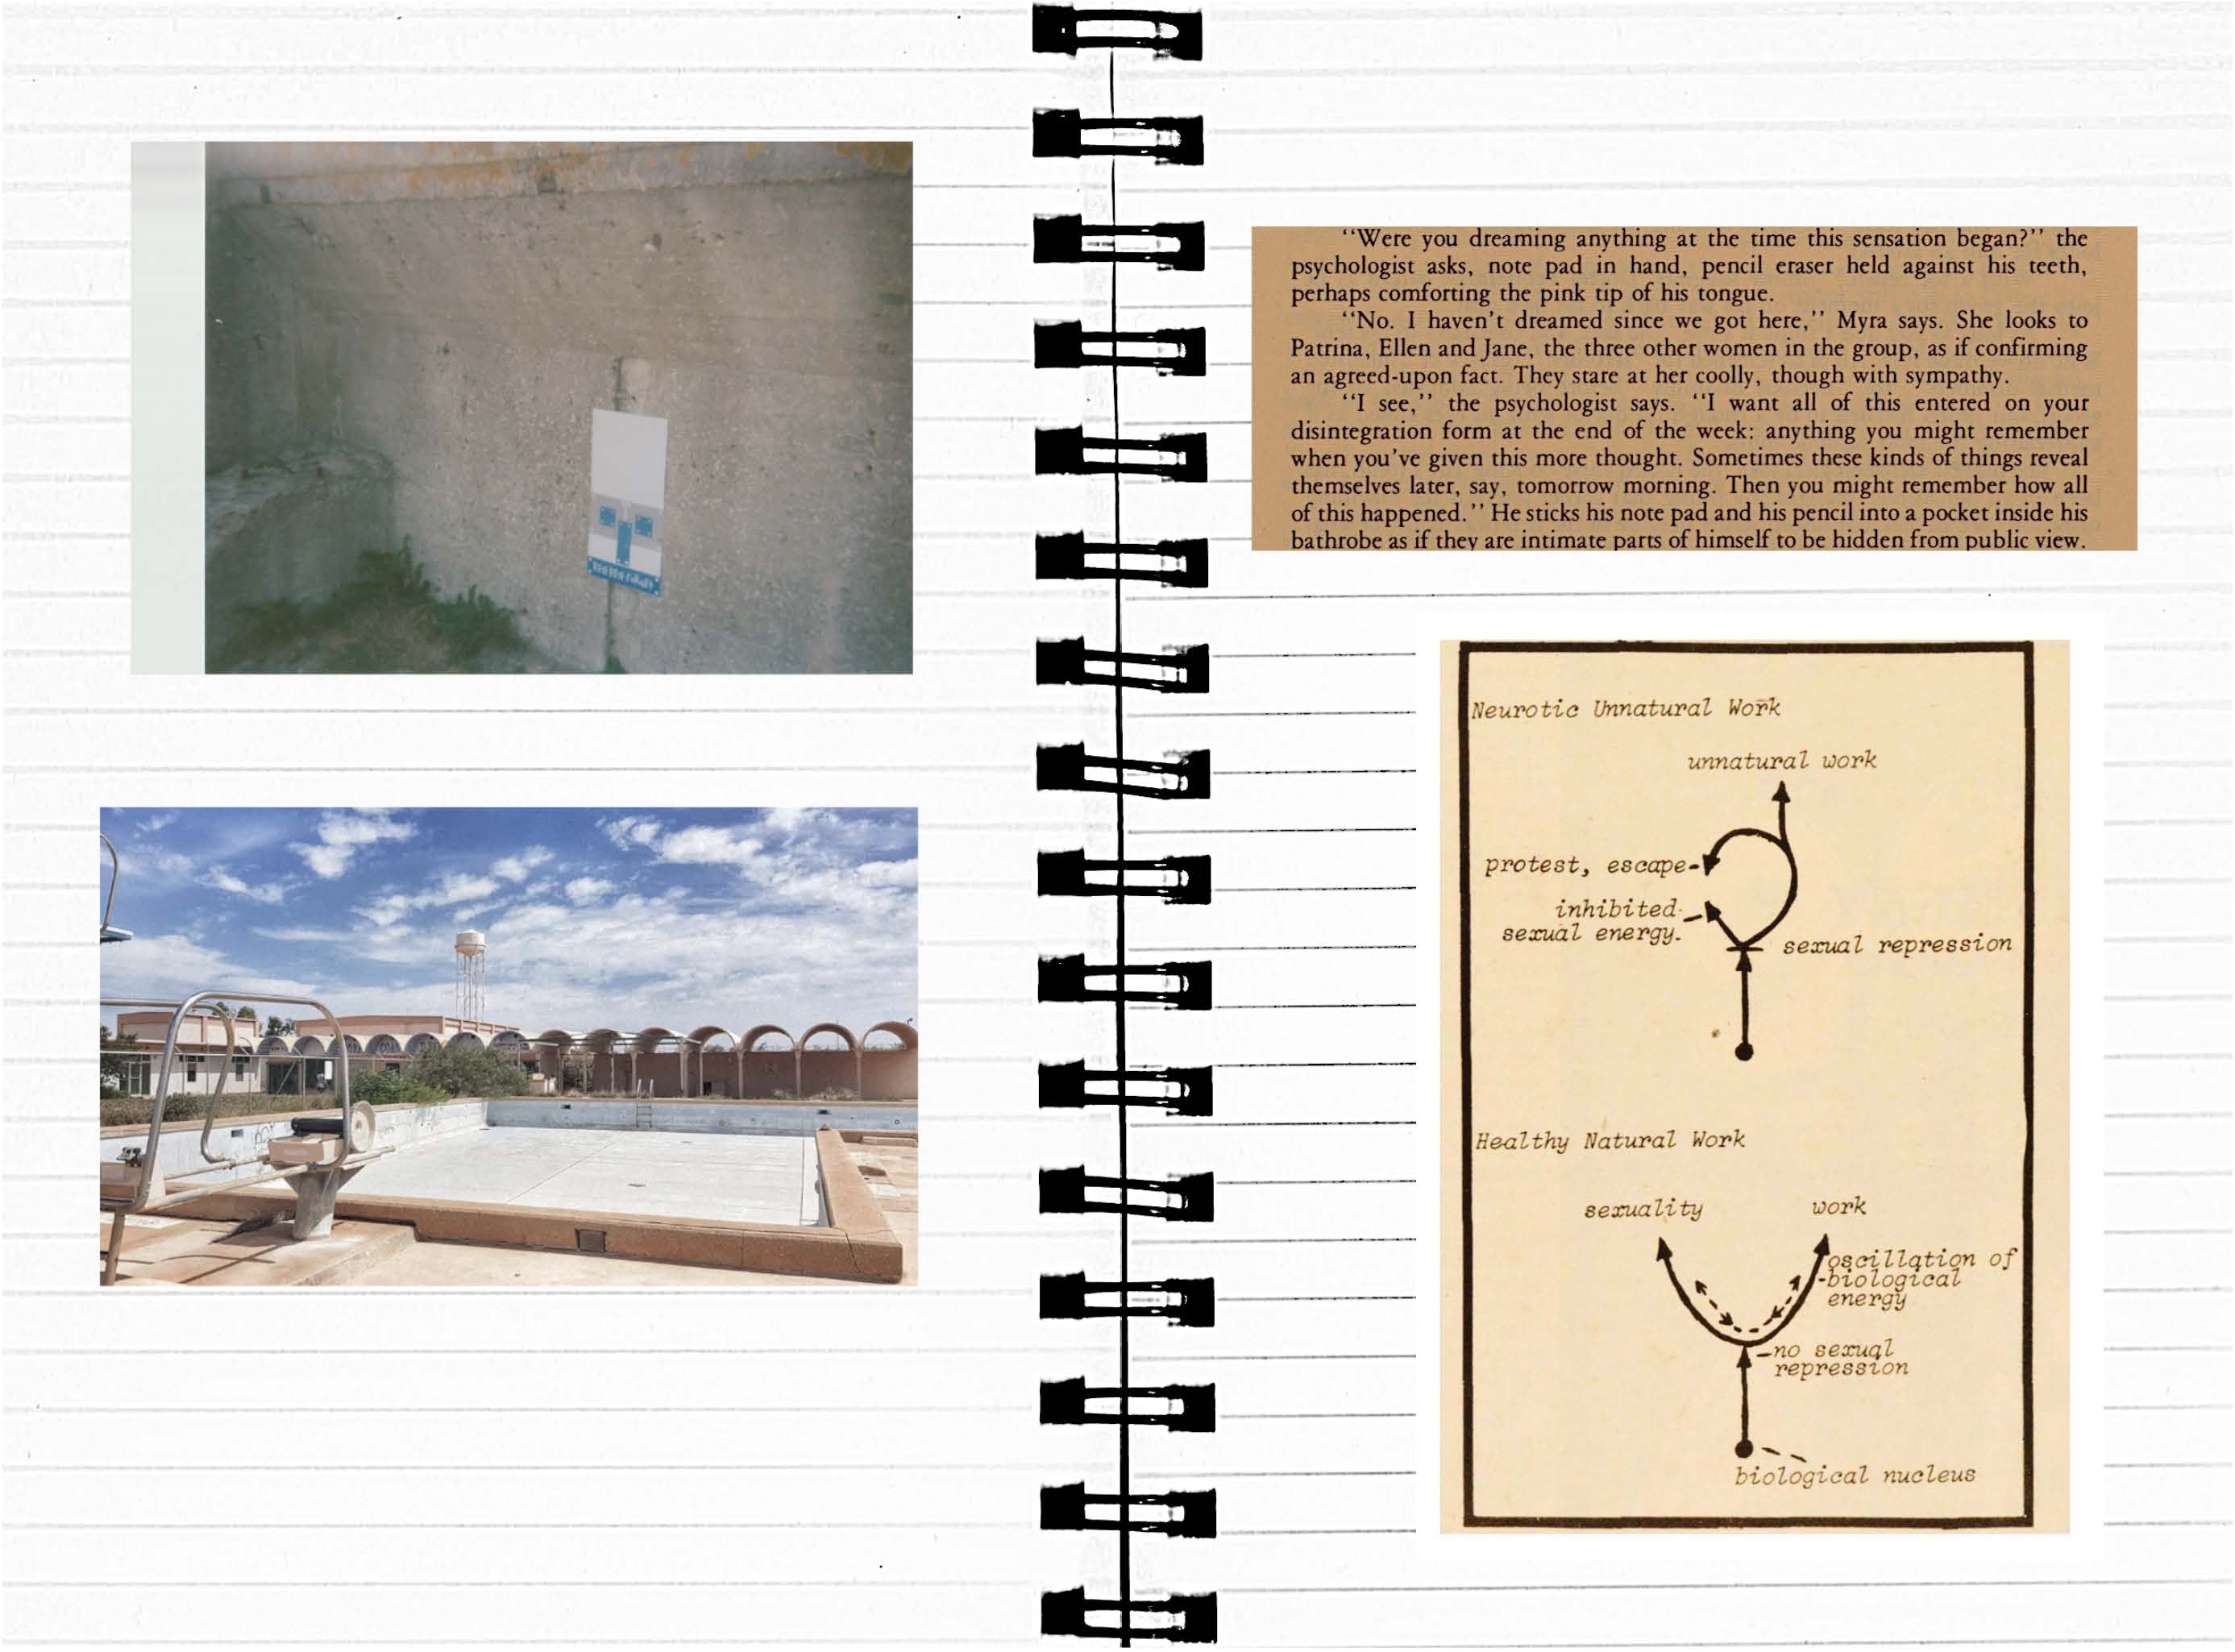 “Were you dreaming anything at the time this sensation began?” the
psychologist asks, note pad in hand, pencil eraser held against his teeth,
perhaps comforting the pink tip of his tongue.
“No. I haven’t dreamed since we got here,” Myra says. She looks to
Patrina, Ellen and Jane, the three other women in the group, as if confirming
an agreed-upon fact. They stare at her coolly, though with sympathy.
“I see,” the psychologist says. “I want all of this entered on your
disintegration form at the end of the week: anything you might remember
when you’ve given this more thought. Sometimes these kinds of things reveal
themselves later, say, tomorrow morning. Then you might remember how all
of this happened.” He sticks his note pad and his pencil into a pocket inside his
bathrobe as if they are intimate parts of himself to be hidden from public view.
Neurotic Unnatural Work
unnatural work
protest, escape
inhibited
sexual energy.
sexual repression
Healthy Natural Work
sexuality
work
oscillation of
biological
energy
no sexual
repression
biological nucleus